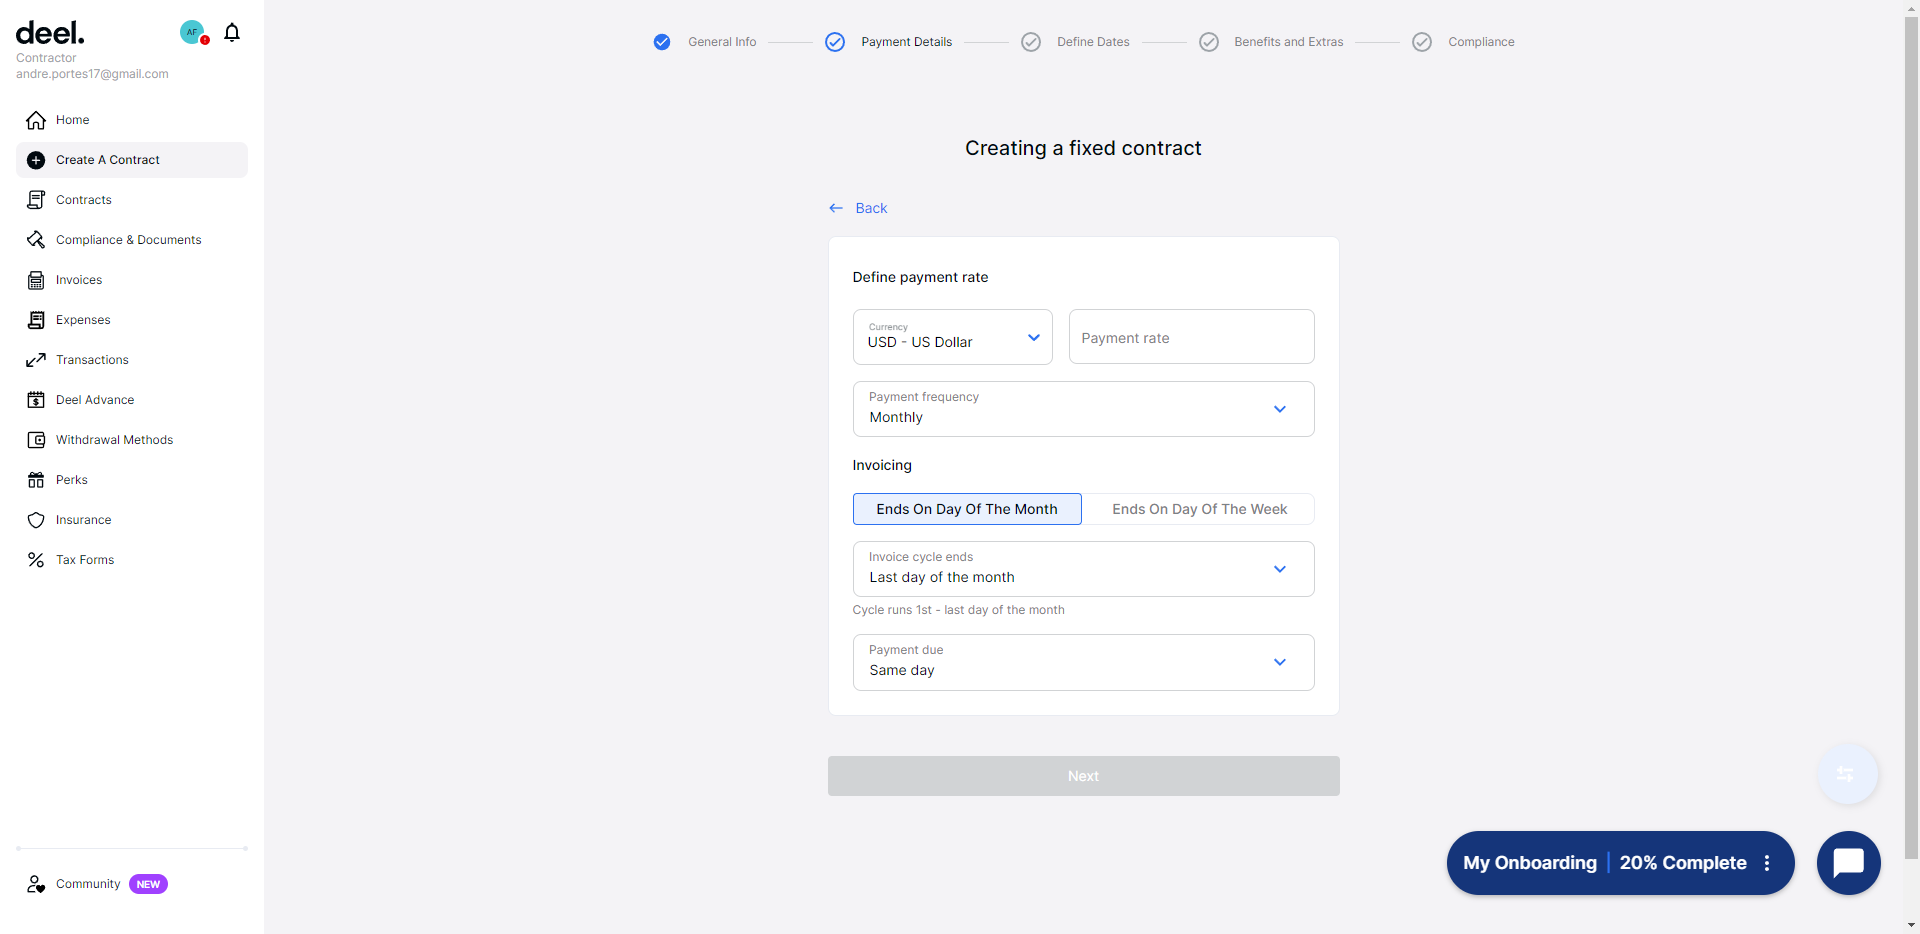 deel.
AF
Contractor
andre.portes17@gmail.com
Home
Create A Contract
Contracts
Compliance & Documents
Invoices
Expenses
Transactions
Deel Advance
Withdrawal Methods
Perks
Insurance
Tax Forms
Community NEW
General Info
Payment Details
Define Dates
Benefits and Extras
Compliance
Creating a fixed contract
Back
Define payment rate
Currency
USD - US Dollar
Payment rate
Payment frequency
Monthly
Invoicing
Ends On Day Of The Month
Ends On Day Of The Week
Invoice cycle ends
Last day of the month
Cycle runs 1st - last day of the month
Payment due
Same day
Next
My Onboarding | 20% Complete